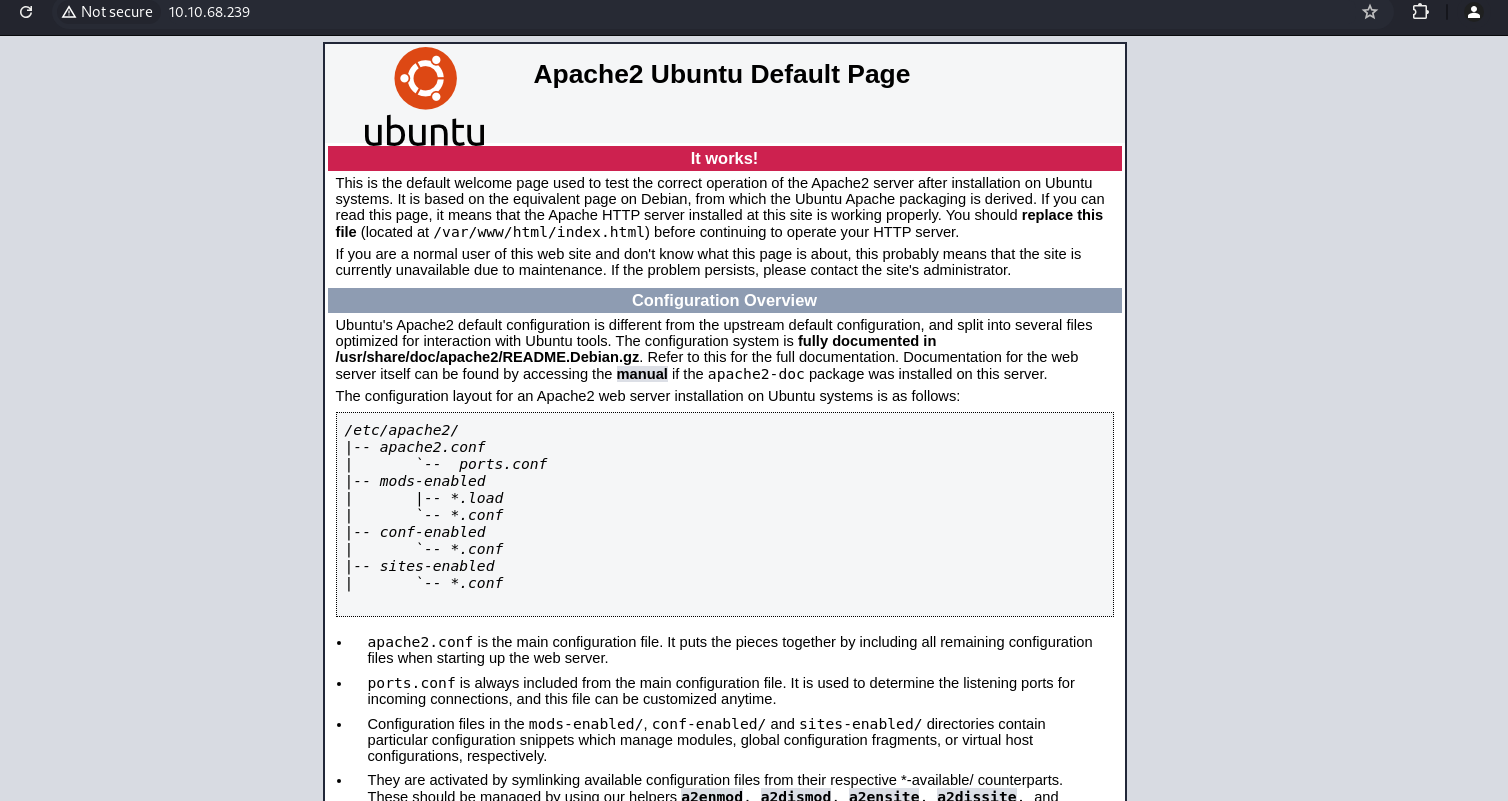 Not secure 10.10.68.239
Apache2 Ubuntu Default Page
ubuntu
It works!
This is the default welcome page used to test the correct operation of the Apache2 server after installation on Ubuntu
systems. It is based on the equivalent page on Debian, from which the Ubuntu Apache packaging is derived. If you can
read this page, it means that the Apache HTTP server installed at this site is working properly. You should replace this
file (located at /var/www/html/index.html) before continuing to operate your HTTP server.
If you are a normal user of this web site and don't know what this page is about, this probably means that the site is
currently unavailable due to maintenance. If the problem persists, please contact the site's administrator.
Configuration Overview
Ubuntu's Apache2 default configuration is different from the upstream default configuration, and split into several files
optimized for interaction with Ubuntu tools. The configuration system is fully documented in
/usr/share/doc/apache2/README.Debian.gz. Refer to this for the full documentation. Documentation for the web
server itself can be found by accessing the manual if the apache2-doc package was installed on this server.
The configuration layout for an Apache2 web server installation on Ubuntu systems is as follows:
/etc/apache2/
|-- apache2.conf
|       `--  ports.conf
|-- mods-enabled
|       |-- *.load
|       `-- *.conf
|-- conf-enabled
|       `-- *.conf
|-- sites-enabled
|       `-- *.conf
• apache2.conf is the main configuration file. It puts the pieces together by including all remaining configuration
files when starting up the web server.
• ports.conf is always included from the main configuration file. It is used to determine the listening ports for
incoming connections, and this file can be customized anytime.
• Configuration files in the mods-enabled/, conf-enabled/ and sites-enabled/ directories contain
particular configuration snippets which manage modules, global configuration fragments, or virtual host
configurations, respectively.
• They are activated by symlinking available configuration files from their respective *-available/ counterparts.
These should be managed by using our helpers a2enmod, a2dismod, a2ensite, a2dissite, and